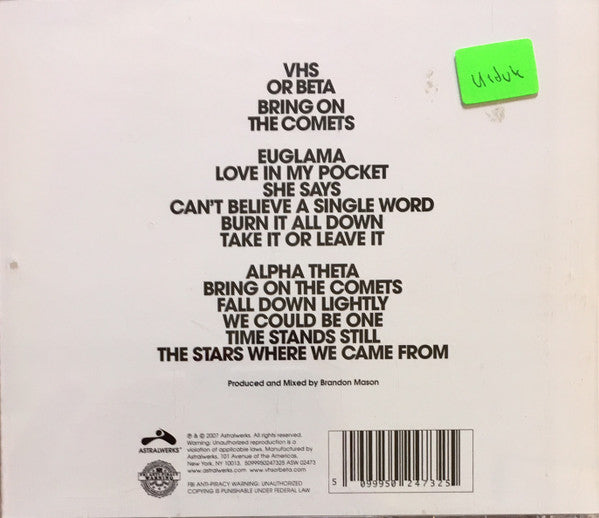 VHS
OR BETA
BRING ON
THE COMETS
EUGLAMA
LOVE IN MY POCKET
SHE SAYS
CAN'T BELIEVE A SINGLE WORD
BURN IT ALL DOWN
TAKE IT OR LEAVE IT
ALPHA THETA
BRING ON THE COMETS
FALL DOWN LIGHTLY
WE COULD BE ONE
TIME STANDS STILL
THE STARS WHERE WE CAME FROM
Produced and Mixed by Brandon Mason
ASTRALWERKS
℗ & © 2007 Astralwerks. All rights reserved.
Warning: Unauthorized reproduction is a
violation of applicable laws. Manufactured by
Astralwerks, 101 Avenue of the Americas,
New York, NY 10013. 5099950247325 ASW 02473
astralwerks.com www.vhsorbeta.com
FBI ANTI-PIRACY WARNING: UNAUTHORIZED
COPYING IS PUNISHABLE UNDER FEDERAL LAW
5 099950 247325